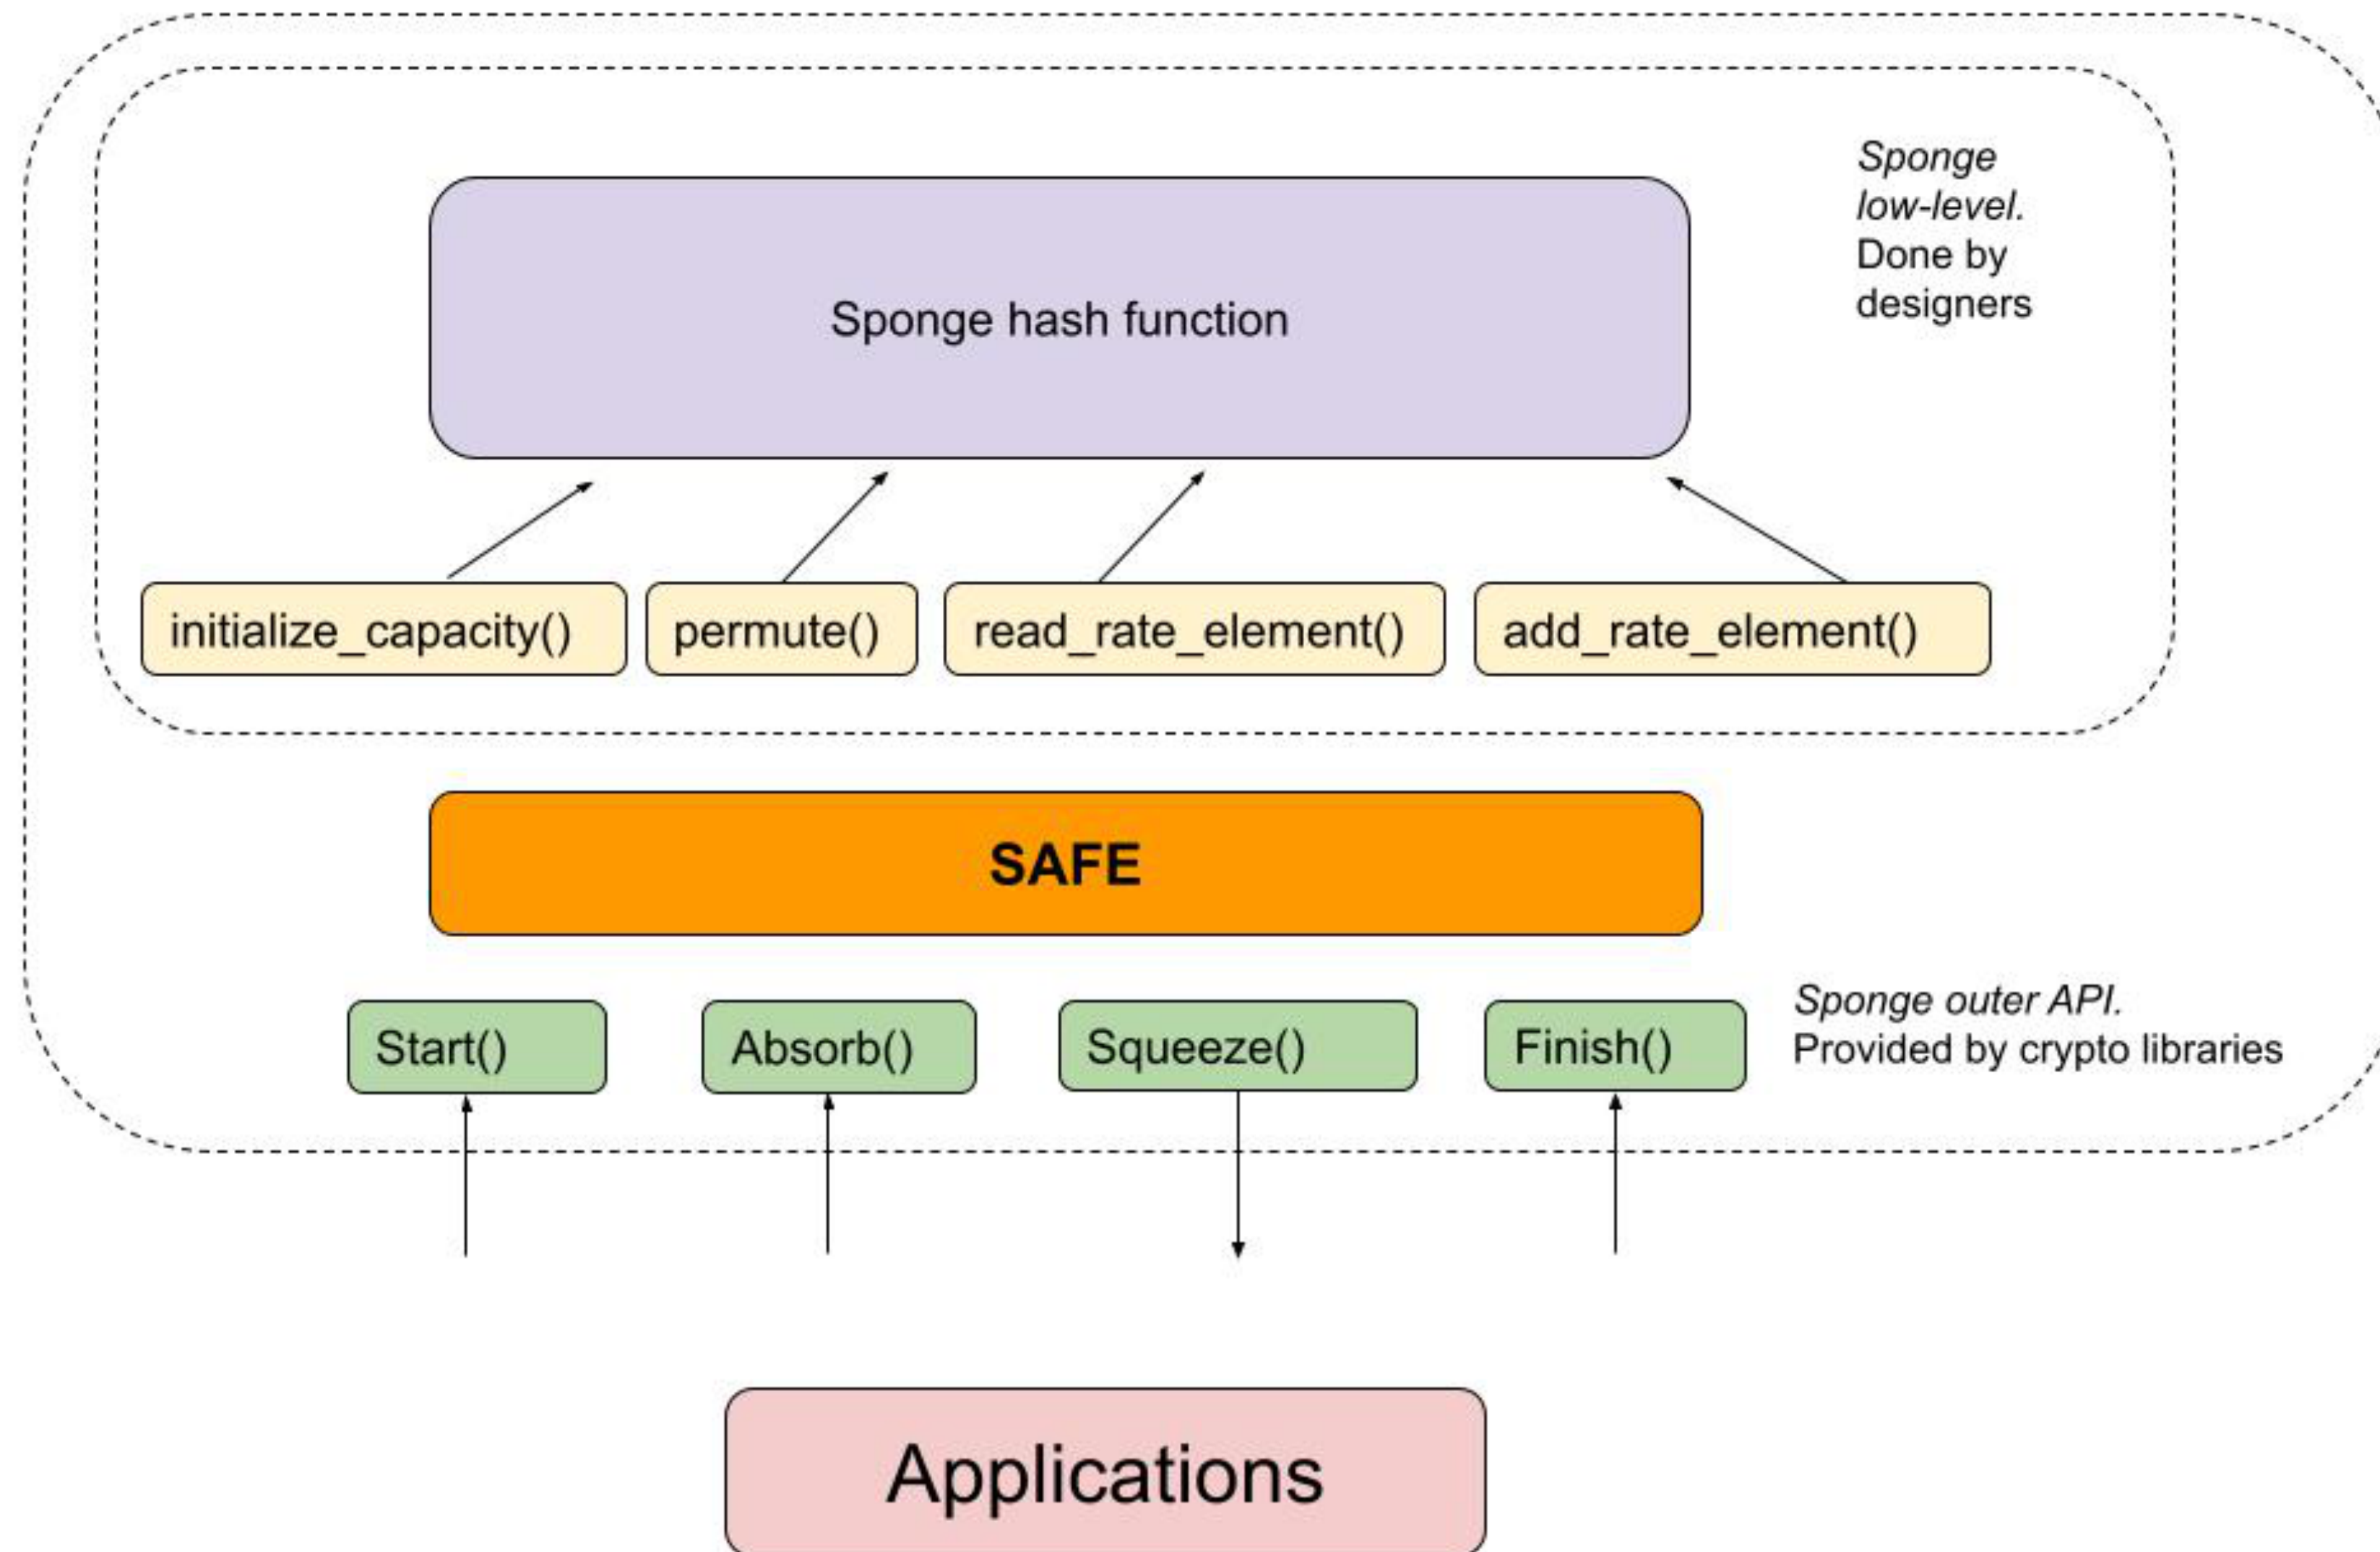 Sponge
low-level.
Done by
designers
Sponge hash function
initialize_capacity()
permute()
read_rate_element()
add_rate_element()
SAFE
Start()
Absorb()
Squeeze()
Finish()
Sponge outer API.
Provided by crypto libraries
Applications